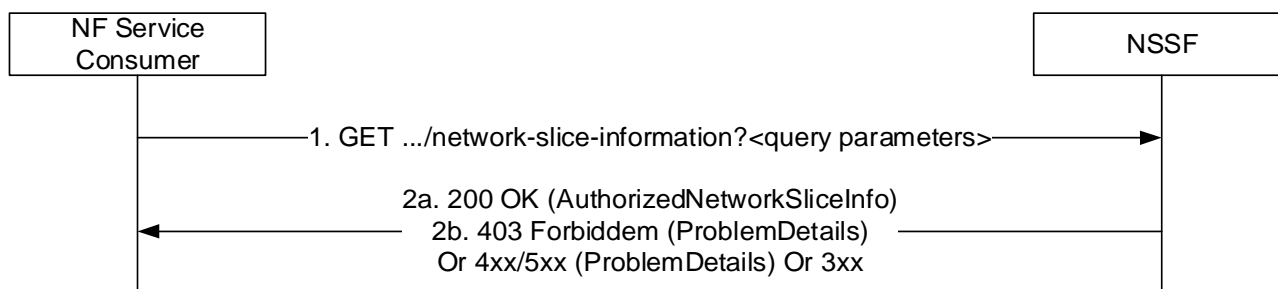 NF Service
Consumer
NSSF
1. GET .../network-slice-information?<query parameters>
2a. 200 OK (AuthorizedNetworkSliceInfo)
2b. 403 Forbiddem (ProblemDetails)
Or 4xx/5xx (ProblemDetails) Or 3xx